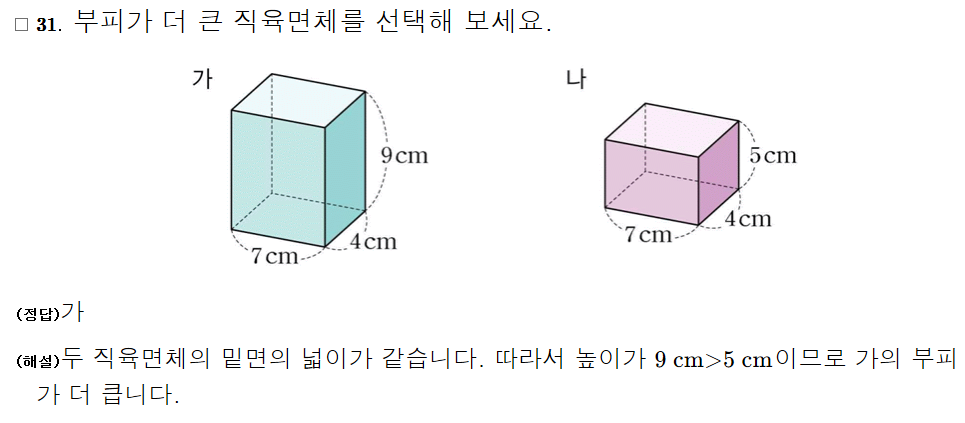 □ 31. 부피가 더 큰 직육면체를 선택해 보세요.
가 나
9cm 5cm
7cm 4cm 7cm 4cm
(정답)가
(해설)두 직육면체의 밑면의 넓이가 같습니다. 따라서 높이가 9 cm>5 cm이므로 가의 부피
가 더 큽니다.